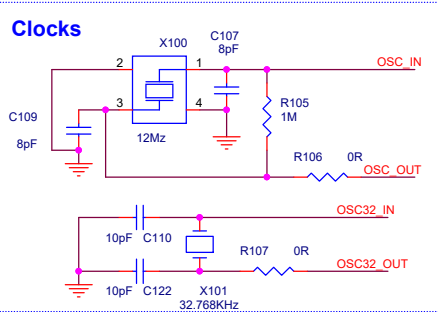 Clocks
X100
C107
8pF
2
1
OSC_IN
3
4
C109
8pF
12Mz
R105
1M
R106 0R
OSC_OUT
OSC32_IN
10pF C110
R107 0R
OSC32_OUT
10pF C122
X101
32.768KHz